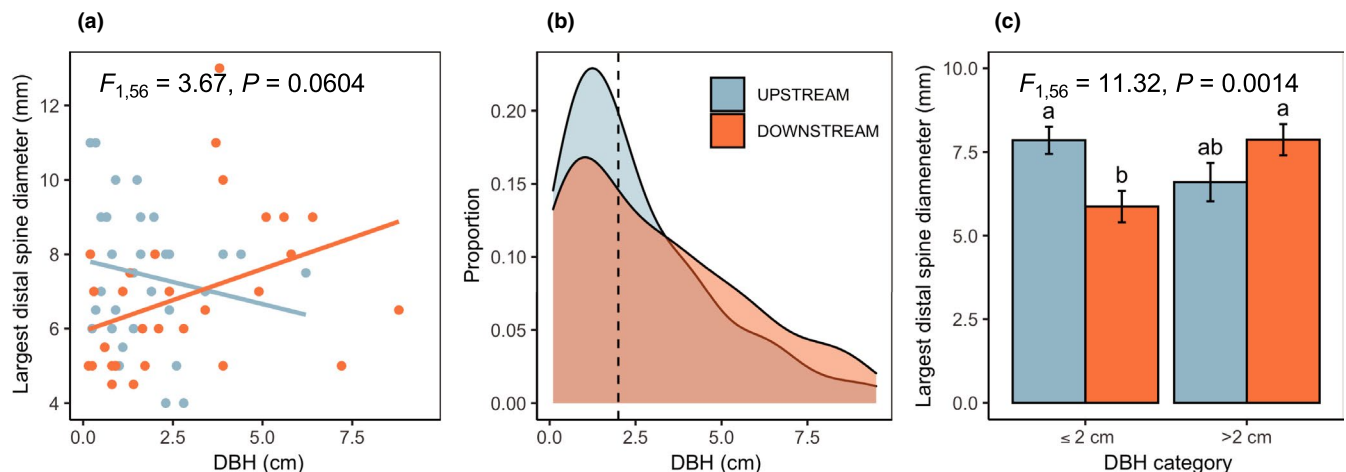 (a)
F1,56 = 3.67, P = 0.0604
Largest distal spine diameter (mm)
12
10
8
6
4
0.0 2.5 5.0 7.5
DBH (cm)
(b)
UPSTREAM
DOWNSTREAM
Proportion
0.20
0.15
0.10
0.05
0.00
0.0 2.5 5.0 7.5
DBH (cm)
(c)
F1,56 = 11.32, P = 0.0014
Largest distal spine diameneter (mm)
10.0
7.5
5.0
2.5
0.0
a b ab a
≤ 2 cm >2 cm
DBH category